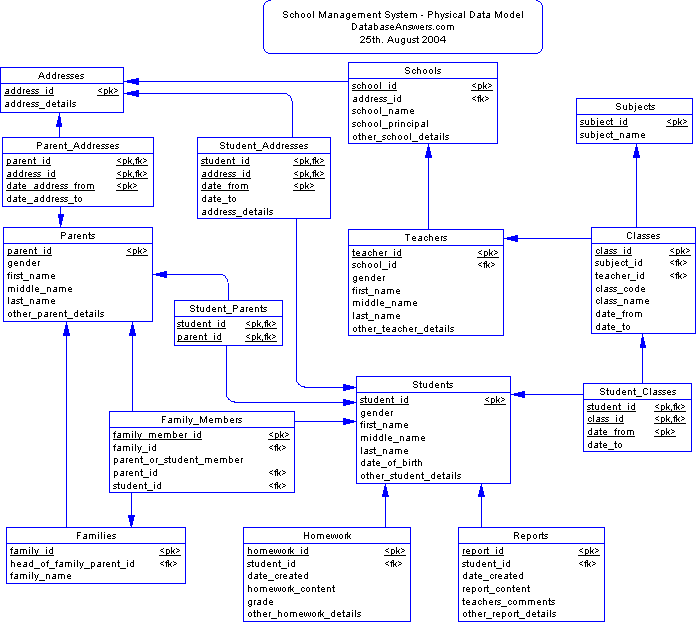 School Management System - Physical Data Model
DatabaseAnswers.com
25th. August 2004
Addresses
address_id <pk>
address_details
Schools
school_id <pk>
address_id <fk>
school_name
school_principal
other_school_details
Subjects
subject_id <pk>
subject_name
Parent_Addresses
parent_id <pk,fk>
address_id <pk,fk>
date_address_from <pk>
date_address_to
Student_Addresses
student_id <pk,fk>
address_id <pk,fk>
date_from <pk>
date_to
address_details
Parents
parent_id <pk>
gender
first_name
middle_name
last_name
other_parent_details
Teachers
teacher_id <pk>
school_id <fk>
gender
first_name
middle_name
last_name
other_teacher_details
Classes
class_id <pk>
subject_id <fk>
teacher_id <fk>
class_code
class_name
date_from
date_to
Student_Parents
student_id <pk,fk>
parent_id <pk,fk>
Students
student_id <pk>
gender
first_name
middle_name
last_name
date_of_birth
other_student_details
Student_Classes
student_id <pk,fk>
class_id <pk,fk>
date_from <pk>
date_to
Family_Members
family_member_id <pk>
family_id <fk>
parent_or_student_member
parent_id <fk>
student_id <fk>
Families
family_id <pk>
head_of_family_parent_id <fk>
family_name
Homework
homework_id <pk>
student_id <fk>
date_created
homework_content
grade
other_homework_details
Reports
report_id <pk>
student_id <fk>
date_created
report_content
teachers_comments
other_report_details